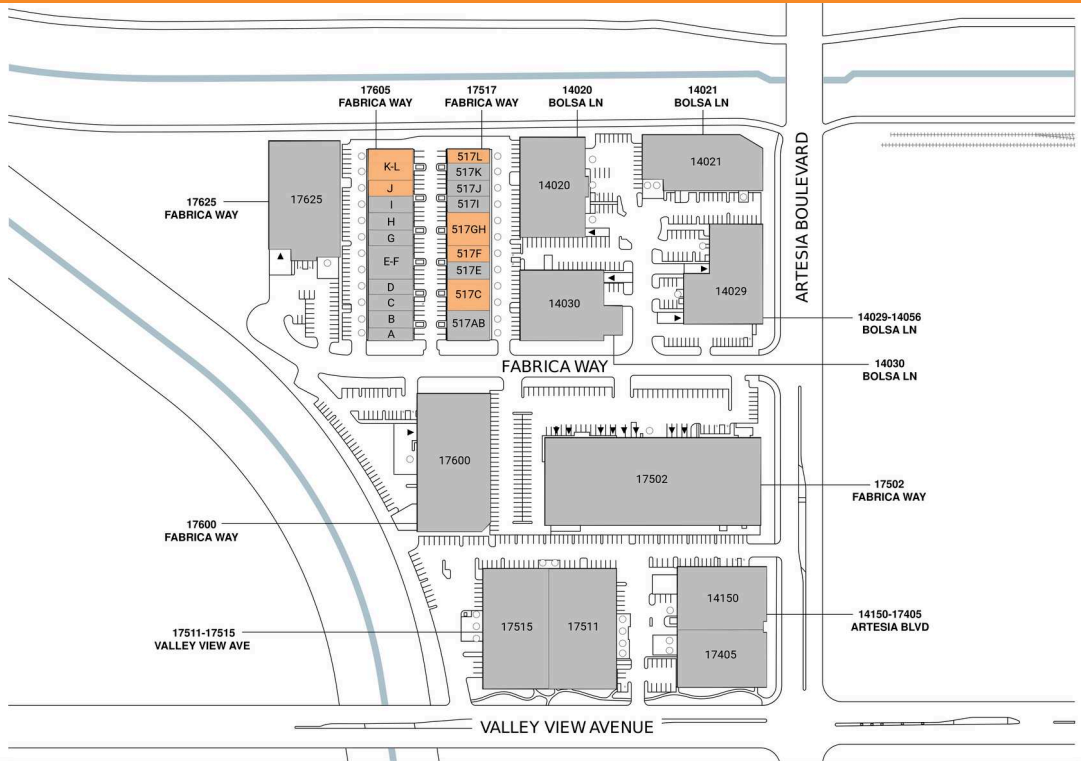 17605
FABRICA WAY
17517
FABRICA WAY
14020
BOLSA LN
14021
BOLSA LN
ARTESIA BOULEVARD
17625
FABRICA WAY
17625
K-L
J
I
H
G
E-F
D
C
B
A
517L
517K
517J
517I
517GH
517F
517E
517C
517AB
14020
14030
14021
14029
14029-14056
BOLSA LN
14030
BOLSA LN
FABRICA WAY
17600
17502
17502
FABRICA WAY
17600
FABRICA WAY
17515
17511
14150
17405
14150-17405
ARTESIA BLVD
17511-17515
VALLEY VIEW AVE
VALLEY VIEW AVENUE